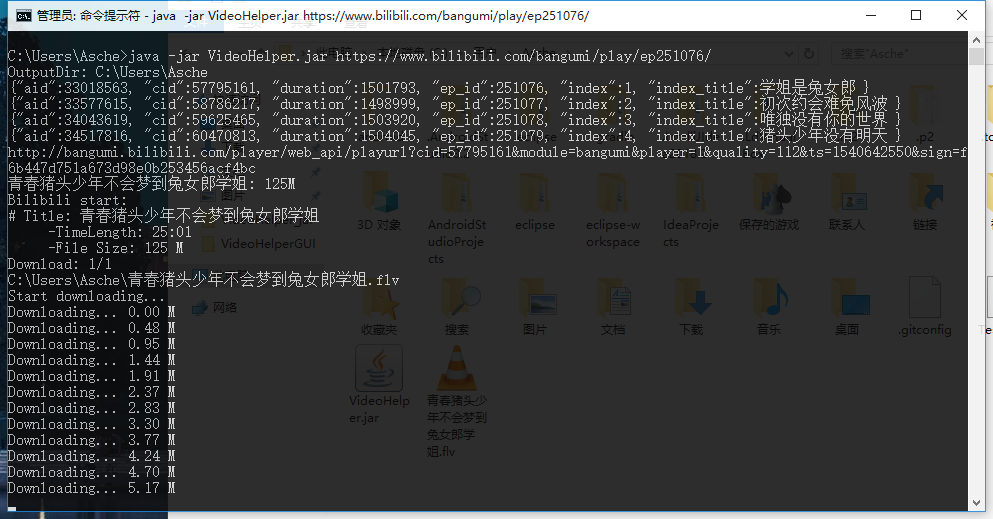 管理员: 命令提示符 - java -jar VideoHelper.jar https://www.bilibili.com/bangumi/play/ep251076/
C:\Users\Asche>java -jar VideoHelper.jar https://www.bilibili.com/bangumi/play/ep251076/
OutputDir: C:\Users\Asche
{"aid":33018563, "cid":57795161, "duration":1501793, "ep_id":251076, "index":1, "index_title":学姐是兔女郎 }
{"aid":33577615, "cid":58786217, "duration":1498999, "ep_id":251077, "index":2, "index_title":初次约会难免风波 }
{"aid":34043619, "cid":59625465, "duration":1503920, "ep_id":251078, "index":3, "index_title":唯独没有你的世界 }
{"aid":34517816, "cid":60470813, "duration":1504045, "ep_id":251079, "index":4, "index_title":猪头少年没有明天 }
http://bangumi.bilibili.com/player/web_api/playurl?cid=57795161&module=bangumi&player=1&quality=112&ts=1540642550&sign=f
6b447d751a673d98e0b253456acf4bc
青春猪头少年不会梦到兔女郎学姐: 125M
Bilibili start:
# Title: 青春猪头少年不会梦到兔女郎学姐
-TimeLength: 25:01
-File Size: 125 M
Download: 1/1
C:\Users\Asche\青春猪头少年不会梦到兔女郎学姐.flv
Start downloading...
Downloading... 0.00 M
Downloading... 0.48 M
Downloading... 0.95 M
Downloading... 1.44 M
Downloading... 1.91 M
Downloading... 2.37 M
Downloading... 2.83 M
Downloading... 3.30 M
Downloading... 3.77 M
Downloading... 4.24 M
Downloading... 4.70 M
Downloading... 5.17 M
搜索"Asche"
.p2
图片
VideoHelperGUI
网络
3D 对象
AndroidSt
udioProje
cts
eclipse
eclipse-w
orkspace
IdeaProje
cts
保存的游戏
联系人
链接
收藏夹
搜索
图片
文档
下载
音乐
桌面
.gitconfig
VideoHelp
er.jar
青春猪头少
年不会梦到
兔女郎学
姐.flv